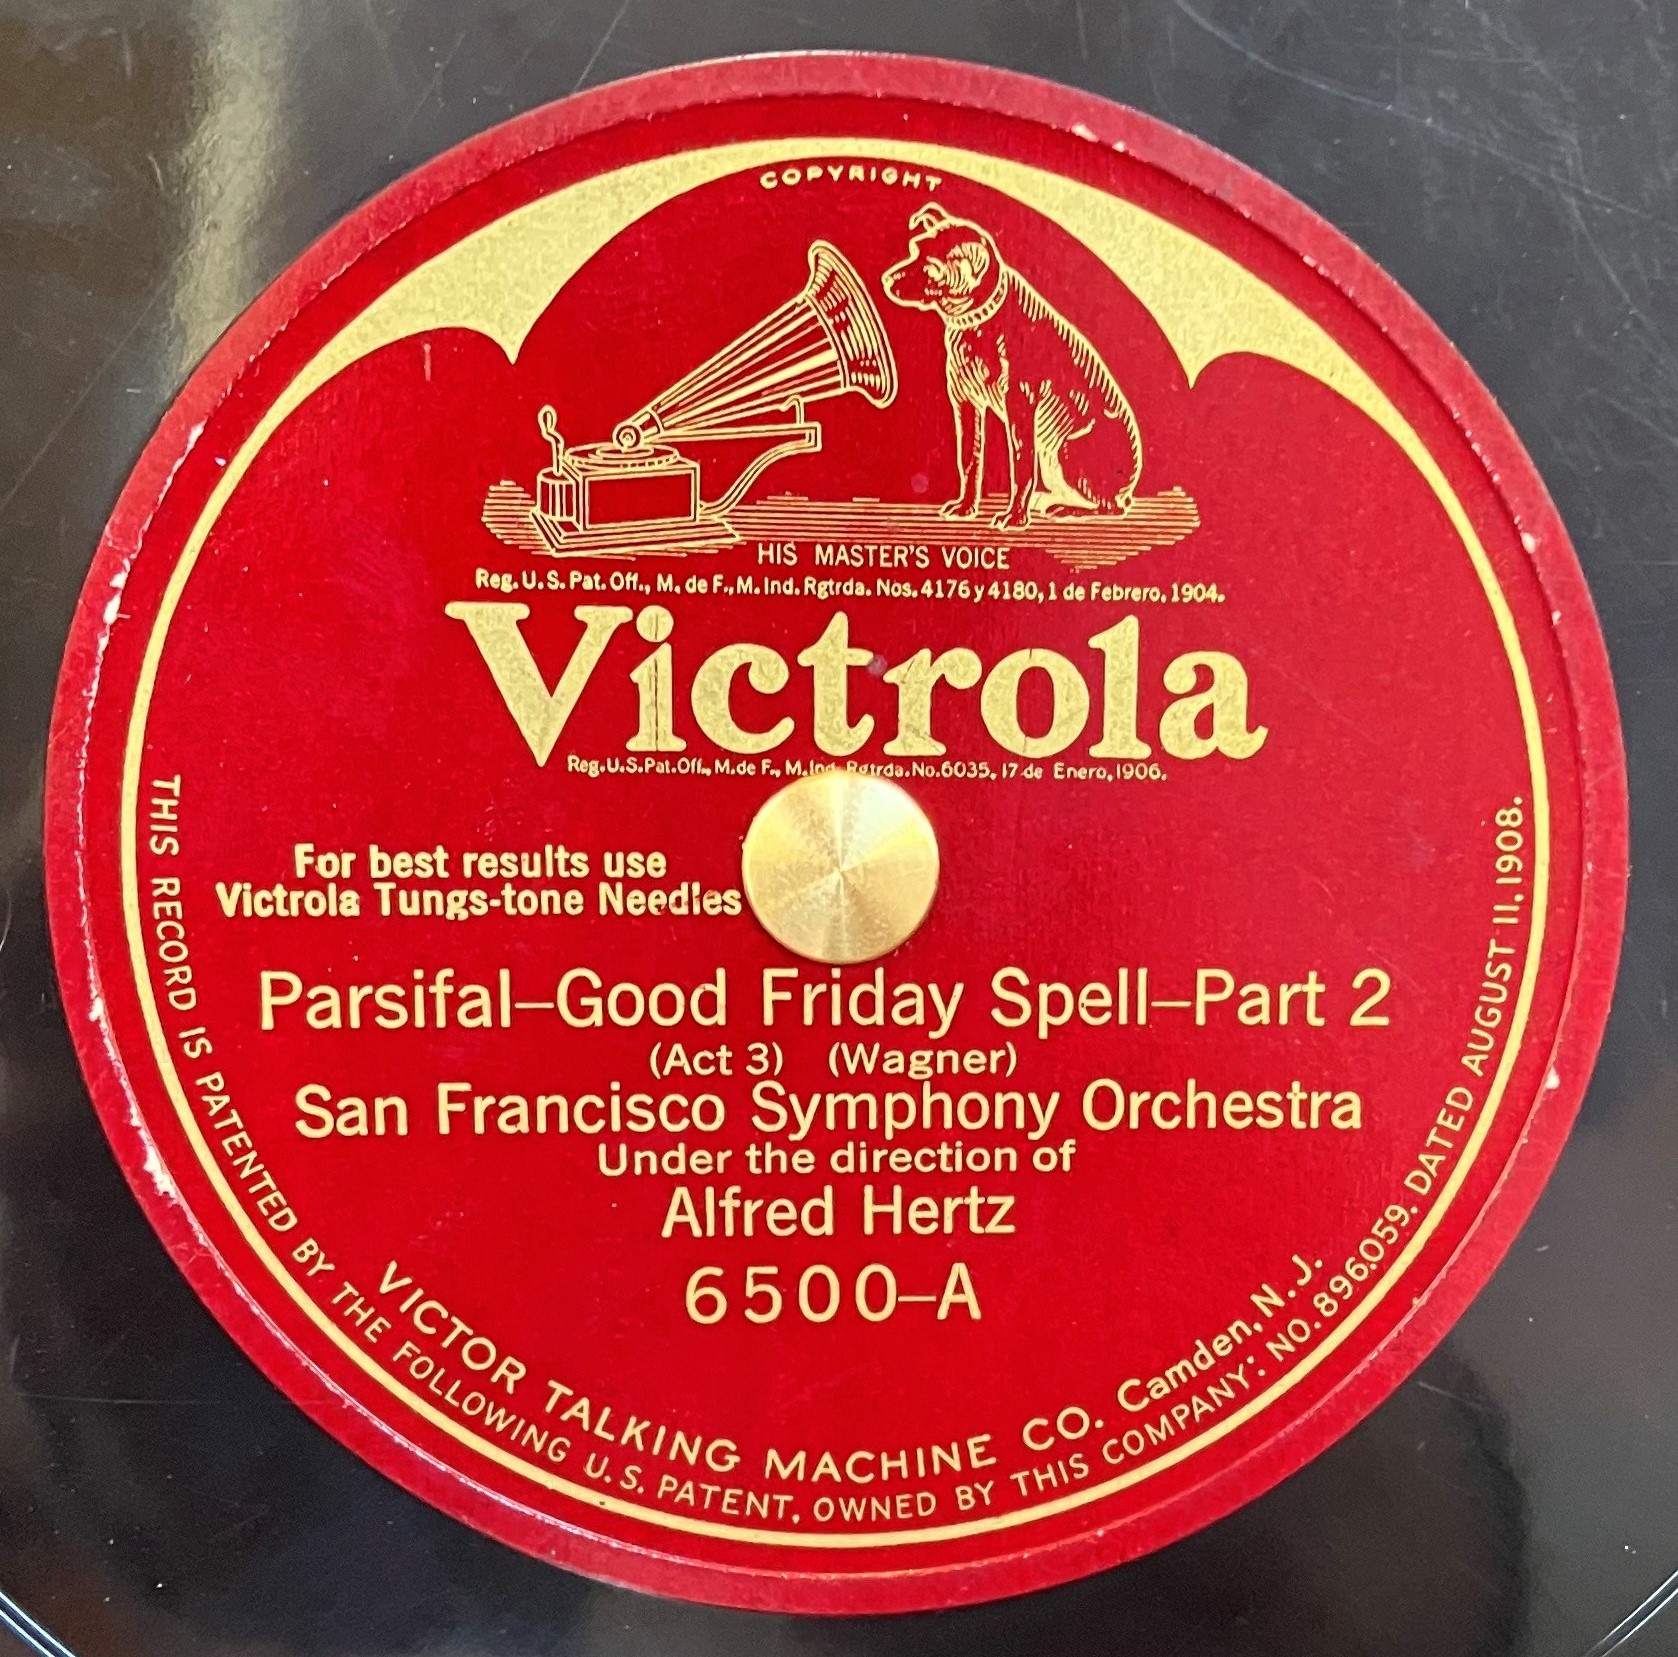 COPYRIGHT
HIS MASTER'S VOICE
Reg. U. S. Pat. Off., M. de F., M. Ind. Rgtrda. Nos. 4176 y 4180, 1 de Febrero, 1904.
Victrola
Reg. U.S. Pat. Off., M. de F., M. Ind. Rgtrda. No. 6035, 17 de Enero, 1906.
For best results use
Victrola Tungs-tone Needles
Parsifal—Good Friday Spell—Part 2
(Act 3) (Wagner)
San Francisco Symphony Orchestra
Under the direction of
Alfred Hertz
6500—A
VICTOR TALKING MACHINE CO. Camden, N. J.
THIS RECORD IS PATENTED BY THE FOLLOWING U.S. PATENT, OWNED BY THIS COMPANY: NO. 896,059, DATED AUGUST 11, 1908.